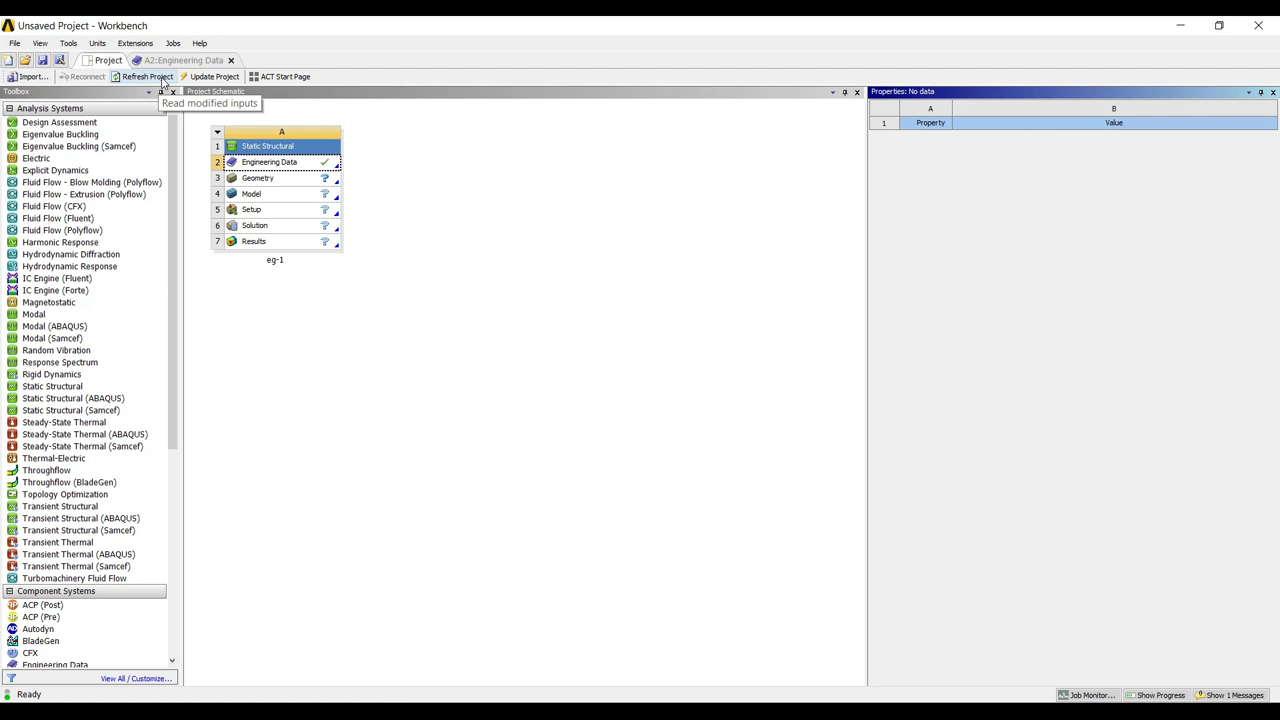 Unsaved Project - Workbench
File View Tools Units Extensions Jobs Help
Project A2:Engineering Data
Import... Reconnect Refresh Project Update Project ACT Start Page
Toolbox
Project Schematic
Properties: No data
Read modified inputs
Analysis Systems
Design Assessment
Eigenvalue Buckling
Eigenvalue Buckling (Samcef)
Electric
Explicit Dynamics
Fluid Flow - Blow Molding (Polyflow)
Fluid Flow - Extrusion (Polyflow)
Fluid Flow (CFX)
Fluid Flow (Fluent)
Fluid Flow (Polyflow)
Harmonic Response
Hydrodynamic Diffraction
Hydrodynamic Response
IC Engine (Fluent)
IC Engine (Forte)
Magnetostatic
Modal
Modal (ABAQUS)
Modal (Samcef)
Random Vibration
Response Spectrum
Rigid Dynamics
Static Structural
Static Structural (ABAQUS)
Static Structural (Samcef)
Steady-State Thermal
Steady-State Thermal (ABAQUS)
Steady-State Thermal (Samcef)
Thermal-Electric
Throughflow
Throughflow (BladeGen)
Topology Optimization
Transient Structural
Transient Structural (ABAQUS)
Transient Structural (Samcef)
Transient Thermal
Transient Thermal (ABAQUS)
Transient Thermal (Samcef)
Turbomachinery Fluid Flow
Component Systems
ACP (Post)
ACP (Pre)
Autodyn
BladeGen
CFX
Engineering Data
View All / Customize...
A
1 Static Structural
2 Engineering Data
3 Geometry ?
4 Model ?
5 Setup ?
6 Solution ?
7 Results ?
eg-1
A B
1 Property Value
Ready
Job Monitor... Show Progress Show 1 Messages